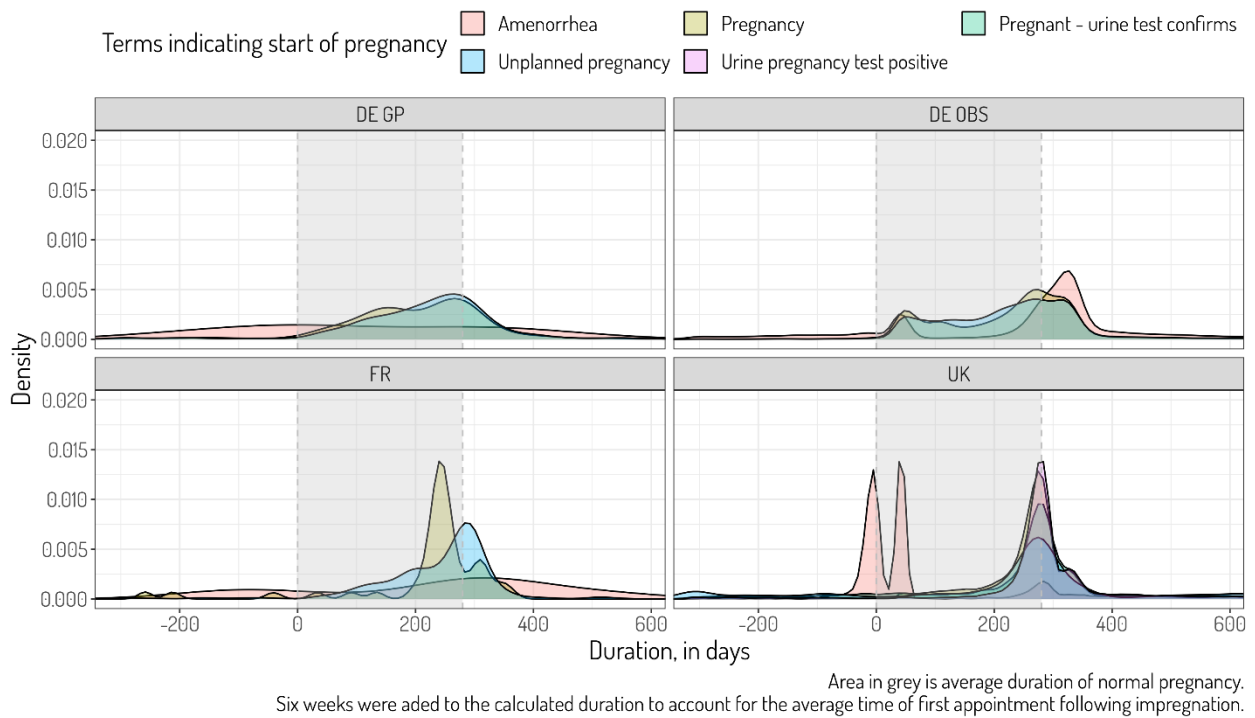 Terms indicating start of pregnancy
Amenorrhea
Pregnancy
Pregnant - urine test confirms
Unplanned pregnancy
Urine pregnancy test positive
DE GP
DE OBS
0.020
0.015
0.010
0.005
0.000
FR
UK
0.020
0.015
0.010
0.005
0.000
Density
-200
0
200
400
600
-200
0
200
400
600
Duration, in days
Area in grey is average duration of normal pregnancy.
Six weeks were aded to the calculated duration to account for the average time of first appointment following impregnation.